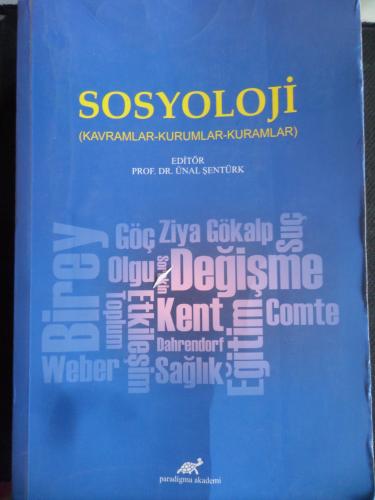 SOSYOLOJİ
(KAVRAMLAR-KURUMLAR-KURAMLAR)
EDİTÖR
PROF. DR. ÜNAL ŞENTÜRK
Birey
Göç
Ziya Gökalp
Suç
Olgu
Sorokin
Değişme
Toplum
Etkileşim
Kent
Eğitim
Comte
Weber
Dahrendorf
Sağlık
paradigma akademi